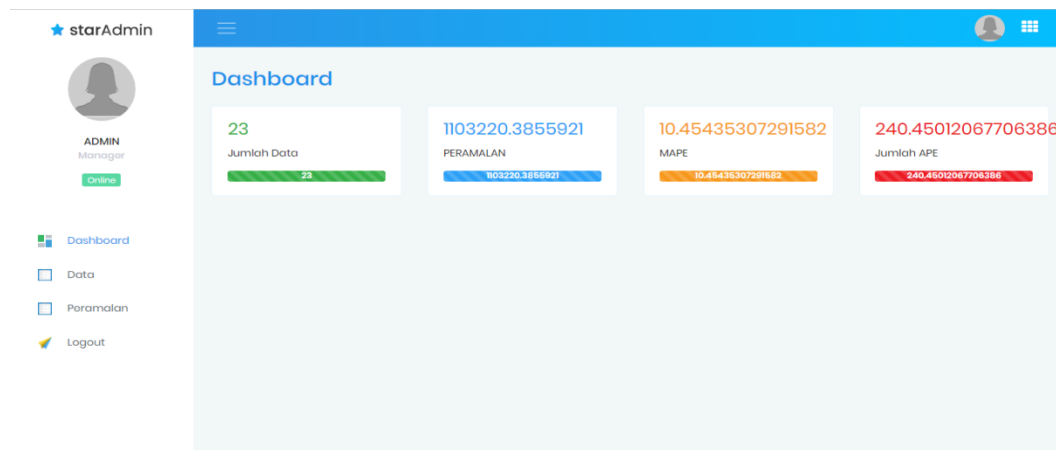 starAdmin
ADMIN
Manager
Online
Dashboard
Data
Peramalan
Logout
Dashboard
23
Jumlah Data
23
1103220.3855921
PERAMALAN
1103220.3855921
10.45435307291582
MAPE
10.45435307291582
240.45012067706386
Jumlah APE
240.45012067706386